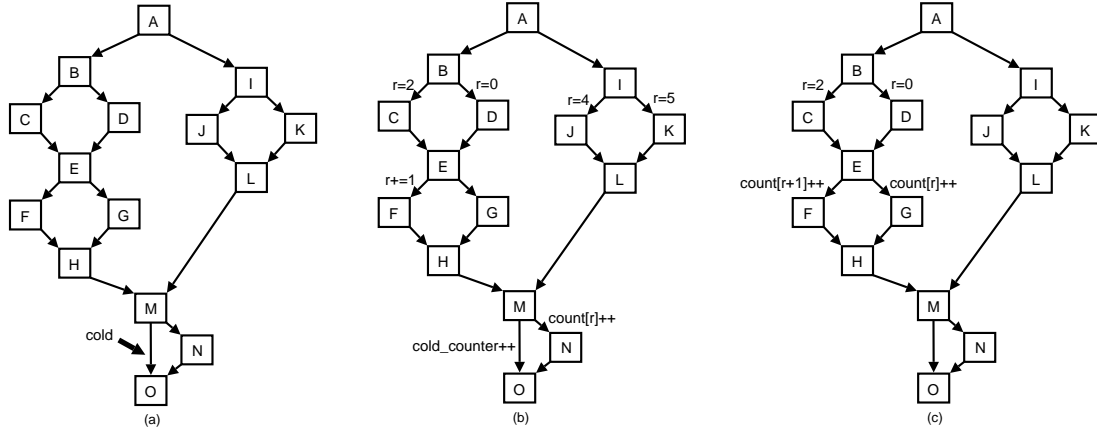 A
B
I
C
D
J
K
E
L
F
G
H
M
cold
N
O
(a)
A
B
I
r=2
r=0
r=4
r=5
C
D
J
K
E
L
r+=1
F
G
H
M
count[r]++
cold_counter++
N
O
(b)
A
B
I
r=2
r=0
C
D
J
K
E
L
count[r+1]++
count[r]++
F
G
H
M
N
O
(c)